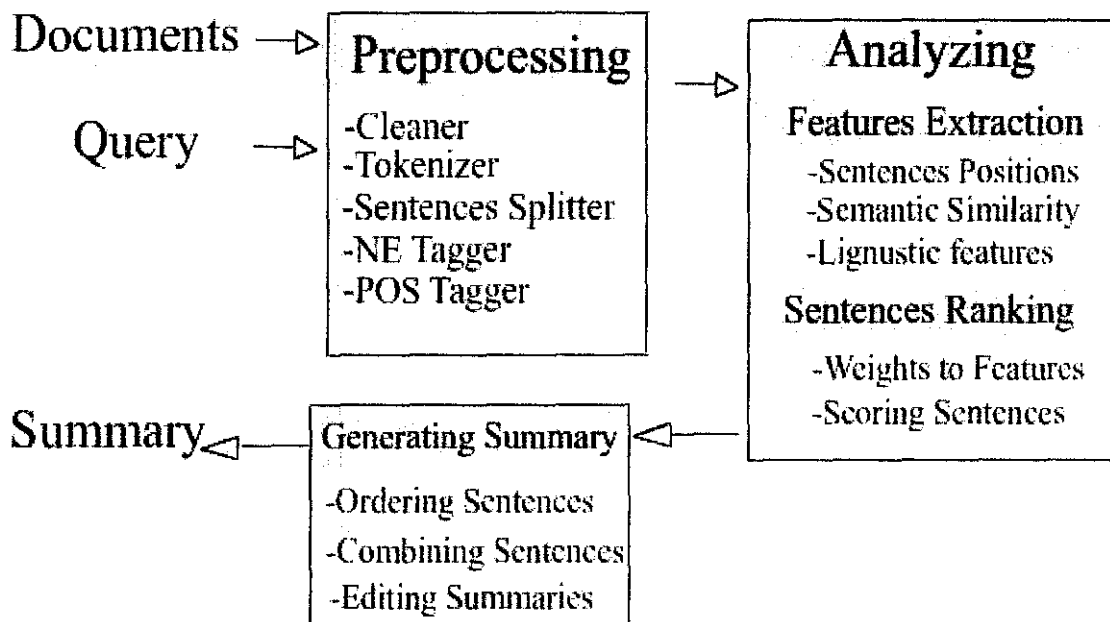 Documents
Query
Preprocessing
-Cleaner
-Tokenizer
-Sentences Splitter
-NE Tagger
-POS Tagger
Analyzing
Features Extraction
-Sentences Positions
-Semantic Similarity
-Lignustic features
Sentences Ranking
-Weights to Features
-Scoring Sentences
Generating Summary
-Ordering Sentences
-Combining Sentences
-Editing Summaries
Summary